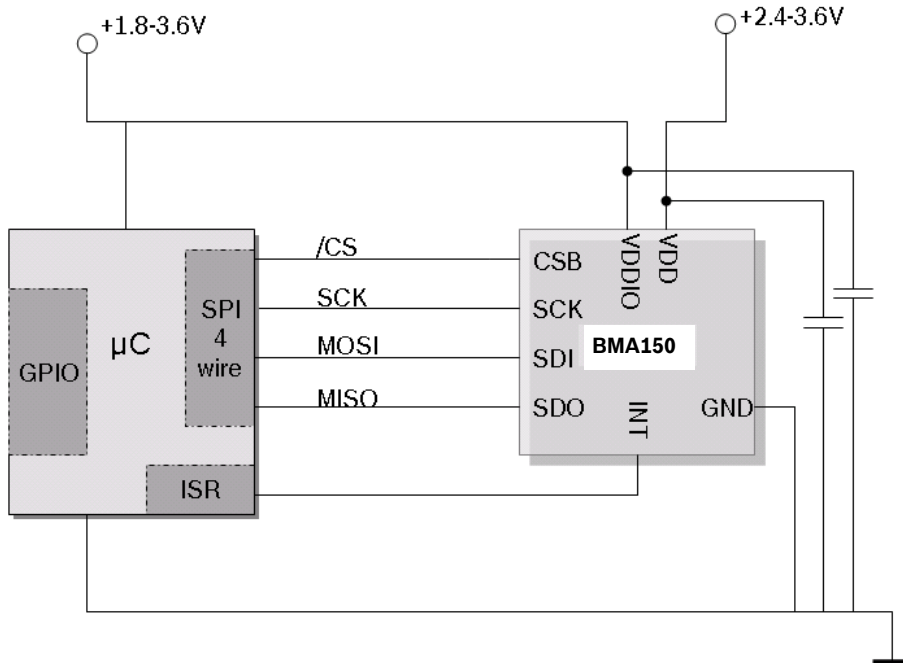 +1.8-3.6V
+2.4-3.6V
/CS
SCK
MOSI
MISO
SPI
4
wire
µC
GPIO
ISR
VDDIO
VDD
CSB
SCK
SDI
SDO
BMA150
INT
GND